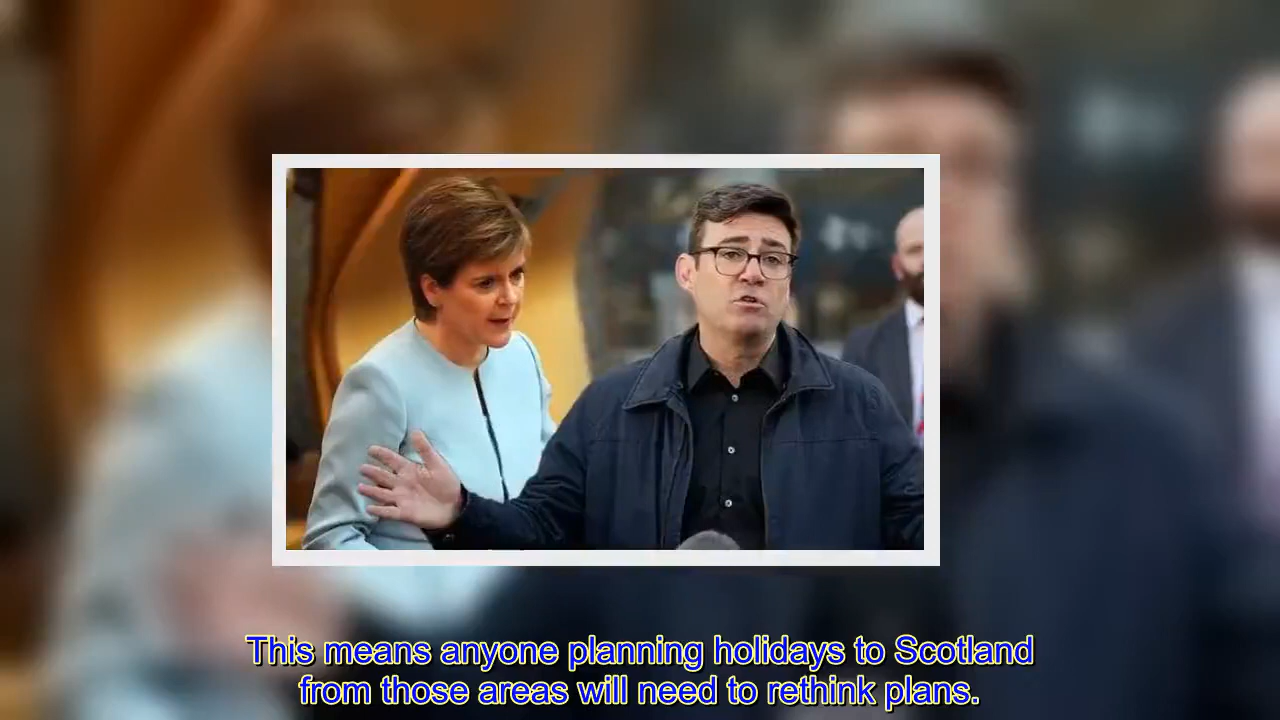 This means anyone planning holidays to Scotland
from those areas will need to rethink plans.